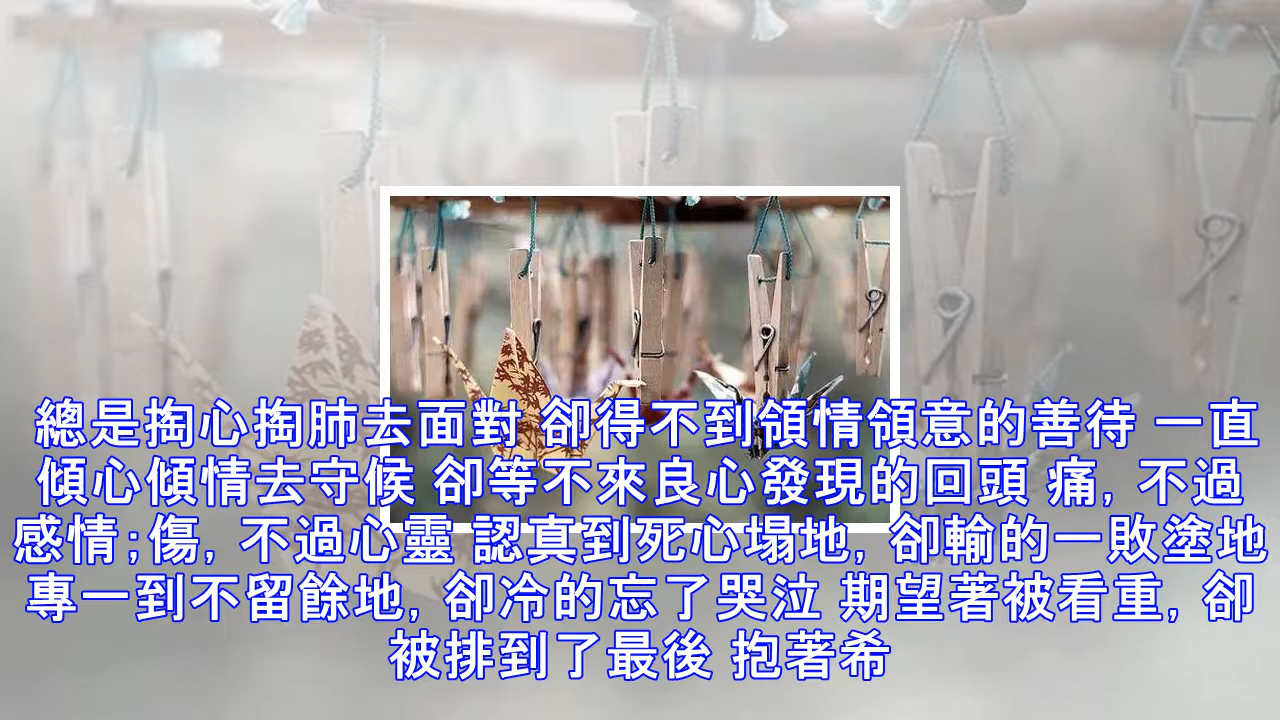 總是掏心掏肺去面對 卻得不到領情領意的善待 一直
傾心傾情去守候 卻等不來良心發現的回頭 痛, 不過
感情;傷, 不過心靈 認真到死心塌地, 卻輸的一敗塗地
專一到不留餘地, 卻冷的忘了哭泣 期望著被看重, 卻
被排到了最後 抱著希